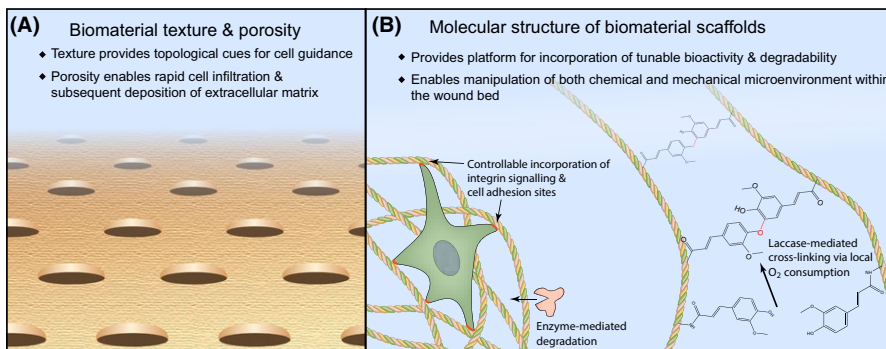 (A) Biomaterial texture & porosity
◆ Texture provides topological cues for cell guidance
◆ Porosity enables rapid cell infiltration &
subsequent deposition of extracellular matrix
(B) Molecular structure of biomaterial scaffolds
◆ Provides platform for incorporation of tunable bioactivity & degradability
◆ Enables manipulation of both chemical and mechanical microenvironment within
the wound bed
Controllable incorporation of
integrin signalling &
cell adhesion sites
Enzyme-mediated
degradation
O
HO
O
O
O
Laccase-mediated
cross-linking via local
O₂ consumption
O
O
O
HO